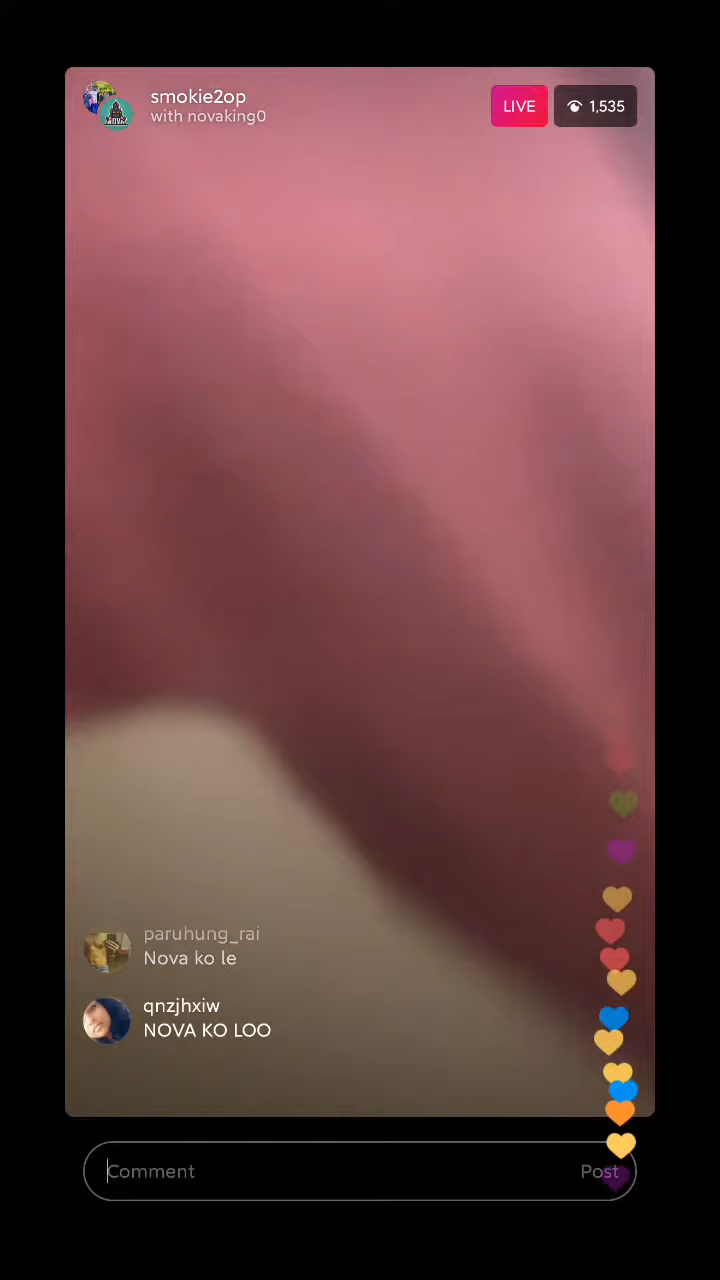 smokie2op
with novaking0
LIVE
1,535
paruhung_rai
Nova ko le
qnzjhxiw
NOVA KO LOO
Comment
Post